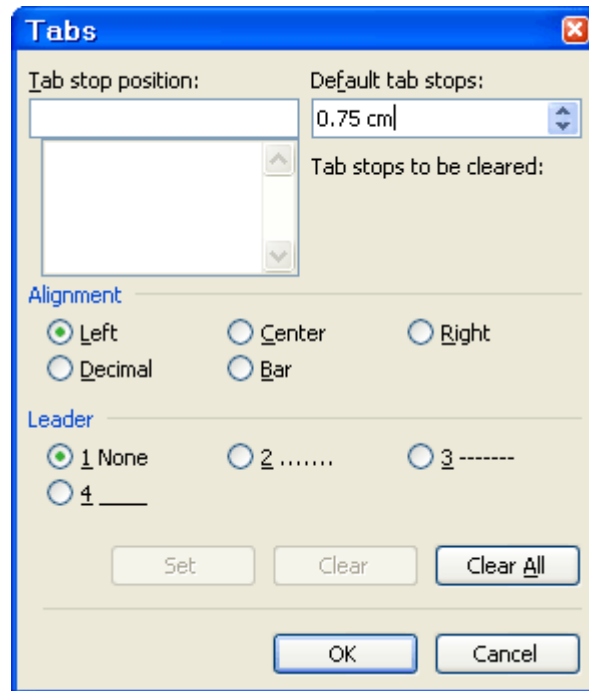 Tabs
Tab stop position: Default tab stops:
0.75 cm
Tab stops to be cleared:
Alignment
Left Center Right
Decimal Bar
Leader
1 None 2 ....... 3 -------
4 ____
Set Clear Clear All
OK Cancel